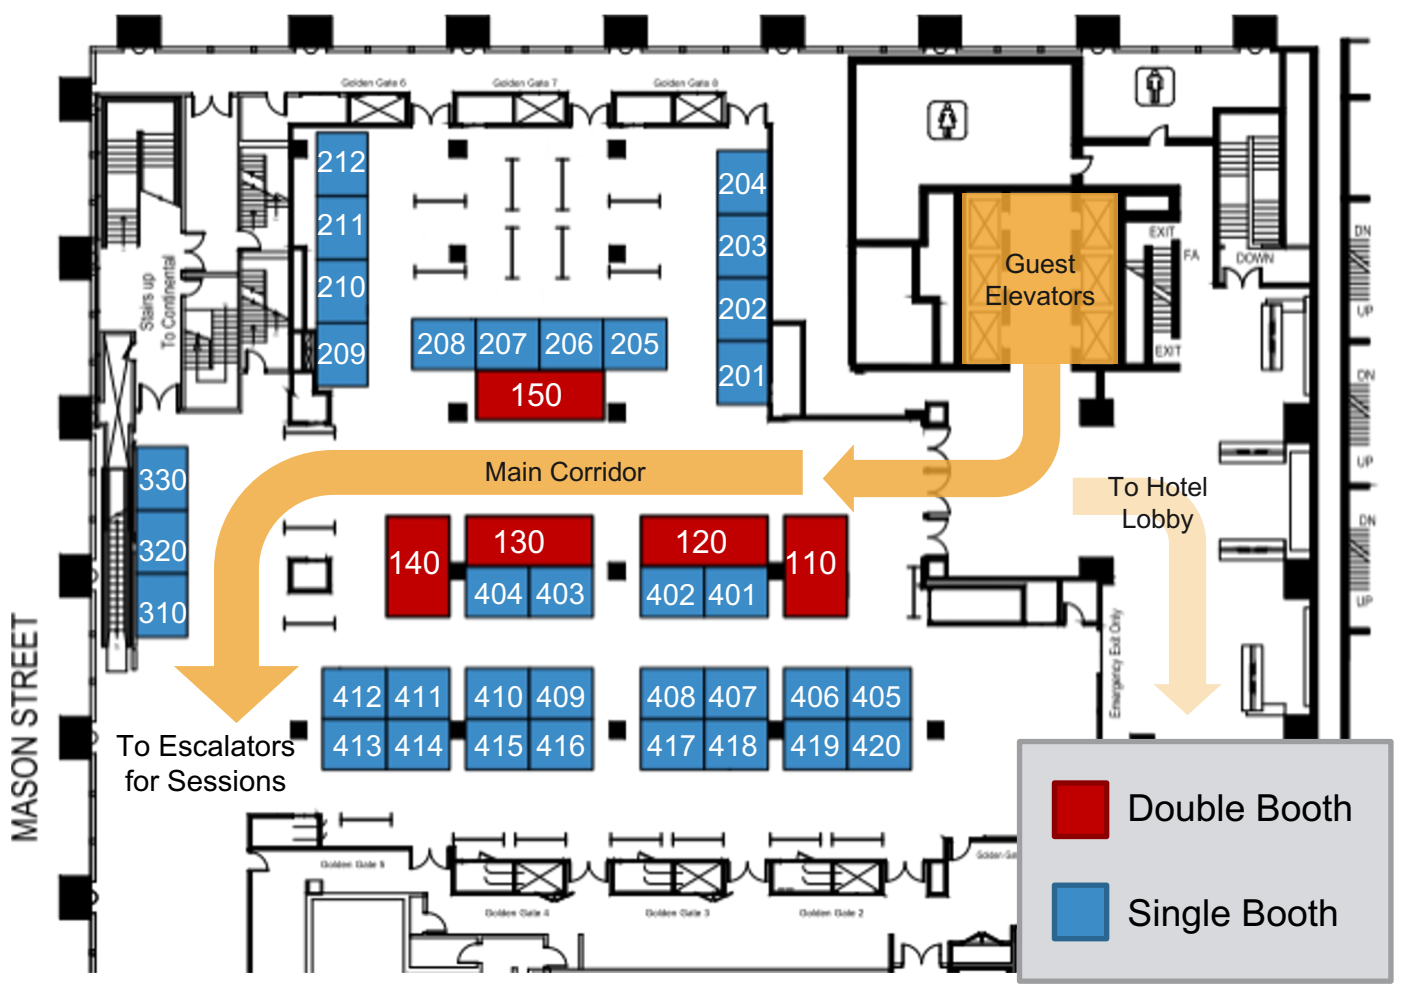 Golden Gate 6
Golden Gate 7
Golden Gate 8
212
211
210
209
204
203
202
201
208 207 206 205
150
Guest
Elevators
EXIT
FA
EXIT
DOWN
DN
UP
DN
UP
DN
UP
Stairs up
To Continental
Main Corridor
To Hotel
Lobby
330
320
310
140
130
120
110
404 403
402 401
Emergency Exit Only
412 411 410 409 408 407 406 405
413 414 415 416 417 418 419 420
To Escalators
for Sessions
MASON STREET
Golden Gate 5
Golden Gate 4
Golden Gate 3
Golden Gate 2
Golden
Double Booth
Single Booth